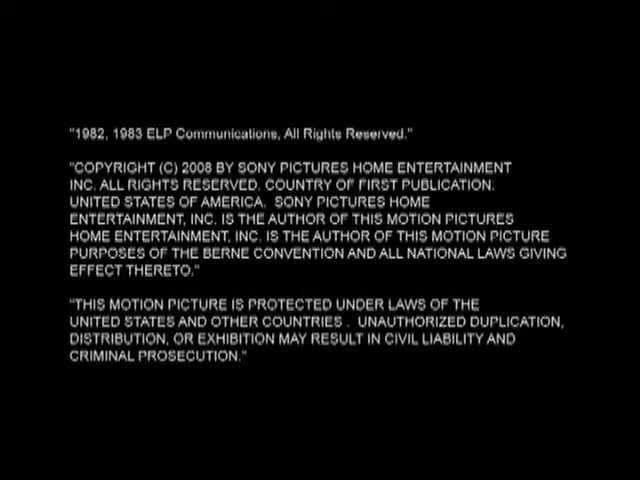 "1982, 1983 ELP Communications, All Rights Reserved."
"COPYRIGHT (C) 2008 BY SONY PICTURES HOME ENTERTAINMENT
INC. ALL RIGHTS RESERVED. COUNTRY OF FIRST PUBLICATION:
UNITED STATES OF AMERICA.  SONY PICTURES HOME
ENTERTAINMENT, INC. IS THE AUTHOR OF THIS MOTION PICTURES
HOME ENTERTAINMENT, INC. IS THE AUTHOR OF THIS MOTION PICTURE
PURPOSES OF THE BERNE CONVENTION AND ALL NATIONAL LAWS GIVING
EFFECT THERETO."
"THIS MOTION PICTURE IS PROTECTED UNDER LAWS OF THE
UNITED STATES AND OTHER COUNTRIES .  UNAUTHORIZED DUPLICATION,
DISTRIBUTION, OR EXHIBITION MAY RESULT IN CIVIL LIABILITY AND
CRIMINAL PROSECUTION."